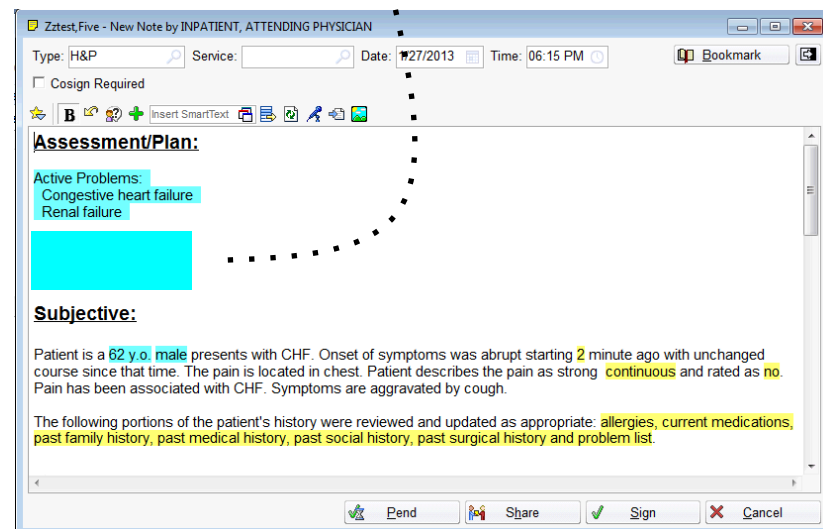 Zztest,Five - New Note by INPATIENT, ATTENDING PHYSICIAN
Type: H&P Service: Date: 27/2013 Time: 06:15 PM Bookmark
Cosign Required
B Insert SmartText
Assessment/Plan:
Active Problems:
Congestive heart failure
Renal failure
Subjective:
Patient is a 62 y.o. male presents with CHF. Onset of symptoms was abrupt starting 2 minute ago with unchanged
course since that time. The pain is located in chest. Patient describes the pain as strong continuous and rated as no.
Pain has been associated with CHF. Symptoms are aggravated by cough.
The following portions of the patient's history were reviewed and updated as appropriate: allergies, current medications,
past family history, past medical history, past social history, past surgical history and problem list.
Pend Share Sign Cancel